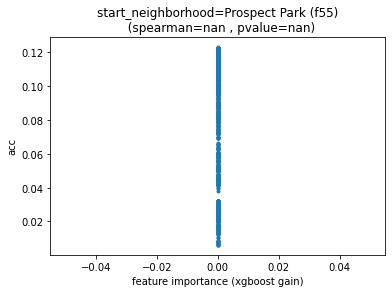 start_neighborhood=Prospect Park (f55)
(spearman=nan , pvalue=nan)
0.12
0.10
0.08
0.06
0.04
0.02
acc
−0.04
−0.02
0.00
0.02
0.04
feature importance (xgboost gain)